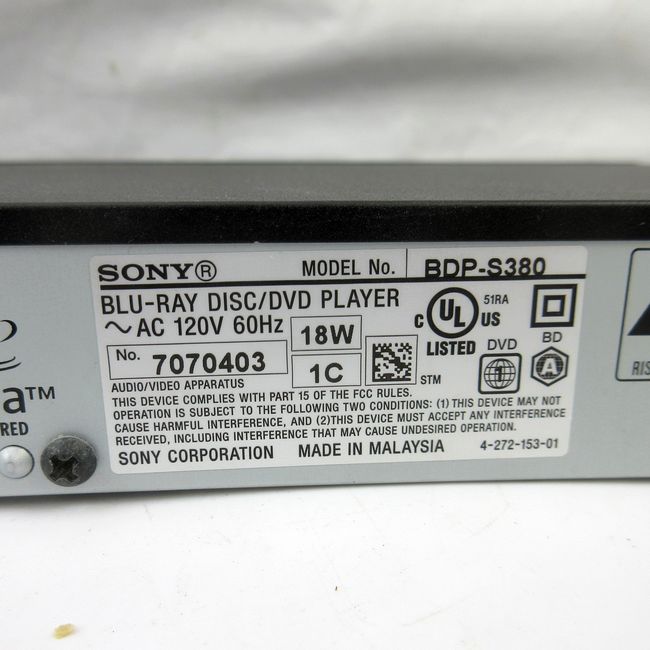 SONY® MODEL No. BDP-S380
BLU-RAY DISC/DVD PLAYER
~ AC 120V 60Hz 18W
No. 7070403 1C
C UL US 51RA
LISTED
DVD BD
1 A
STM
AUDIO/VIDEO APPARATUS
THIS DEVICE COMPLIES WITH PART 15 OF THE FCC RULES.
OPERATION IS SUBJECT TO THE FOLLOWING TWO CONDITIONS: (1) THIS DEVICE MAY NOT
CAUSE HARMFUL INTERFERENCE, AND (2)THIS DEVICE MUST ACCEPT ANY INTERFERENCE
RECEIVED, INCLUDING INTERFERENCE THAT MAY CAUSE UNDESIRED OPERATION.
SONY CORPORATION MADE IN MALAYSIA 4-272-153-01
a™
RED
RIS